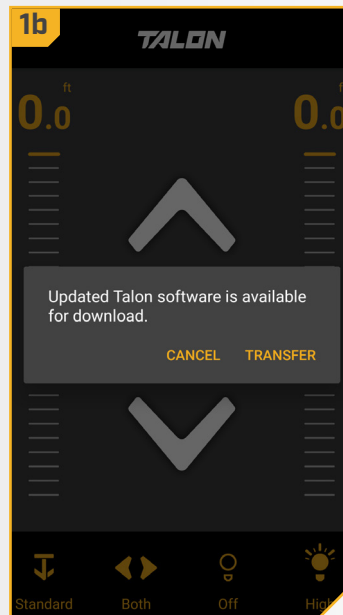 1b
TALON
ft
0.0
0.0
Updated Talon software is available
for download.
CANCEL TRANSFER
Standard Both Off High